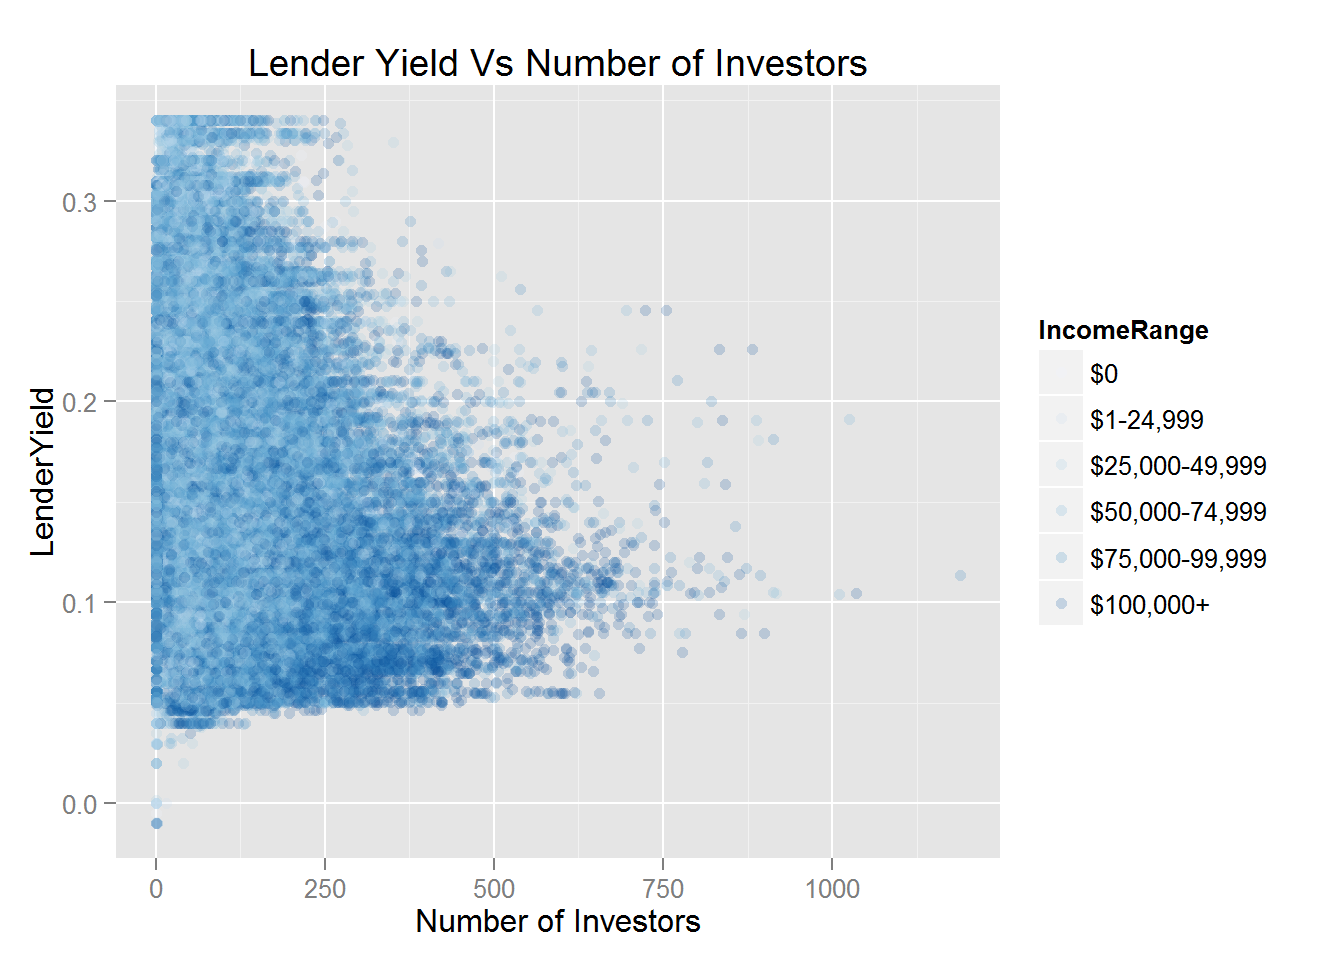 Lender Yield Vs Number of Investors
LenderYield
0.3
0.2
0.1
0.0
0 250 500 750 1000
Number of Investors
IncomeRange
$0
$1-24,999
$25,000-49,999
$50,000-74,999
$75,000-99,999
$100,000+